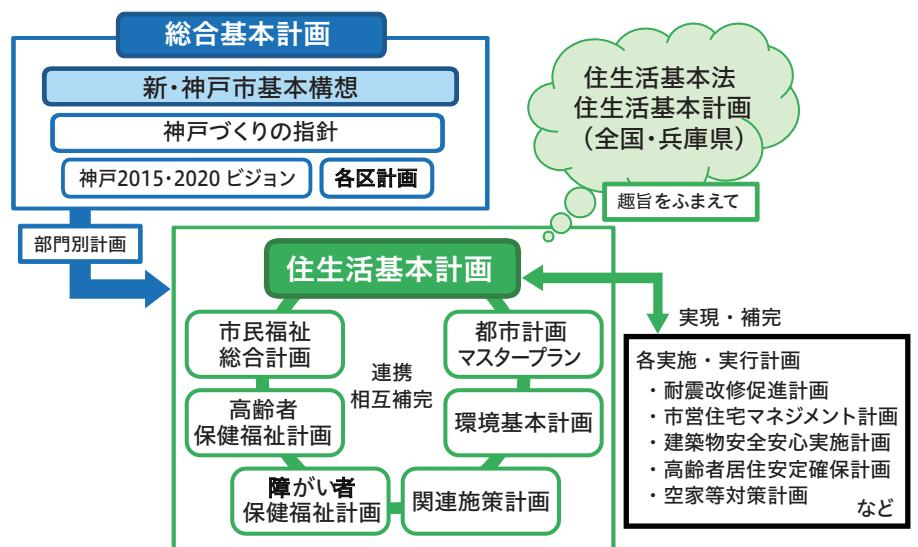 総合基本計画
新・神戸市基本構想
神戸づくりの指針
神戸2015・2020 ビジョン
各区計画
部門別計画
住生活基本法
住生活基本計画
（全国・兵庫県）
趣旨をふまえて
住生活基本計画
市民福祉
総合計画
高齢者
保健福祉計画
障がい者
保健福祉計画
連携
相互補完
都市計画
マスタープラン
環境基本計画
関連施策計画
実現・補完
各実施・実行計画
・耐震改修促進計画
・市営住宅マネジメント計画
・建築物安全安心実施計画
・高齢者居住安定確保計画
・空家等対策計画
など